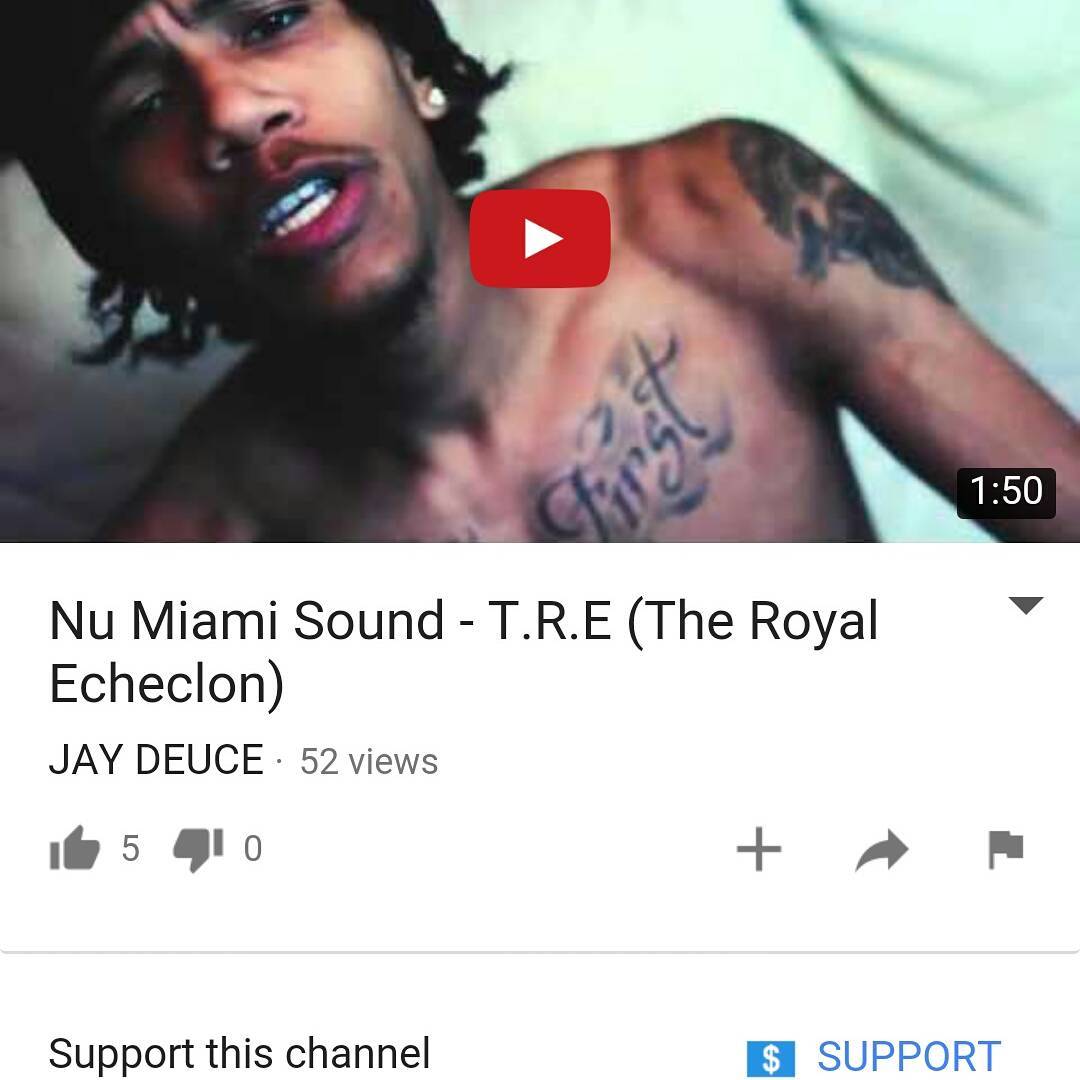 First
1:50
Nu Miami Sound - T.R.E (The Royal
Echeclon)
JAY DEUCE · 52 views
5 0
Support this channel
$ SUPPORT